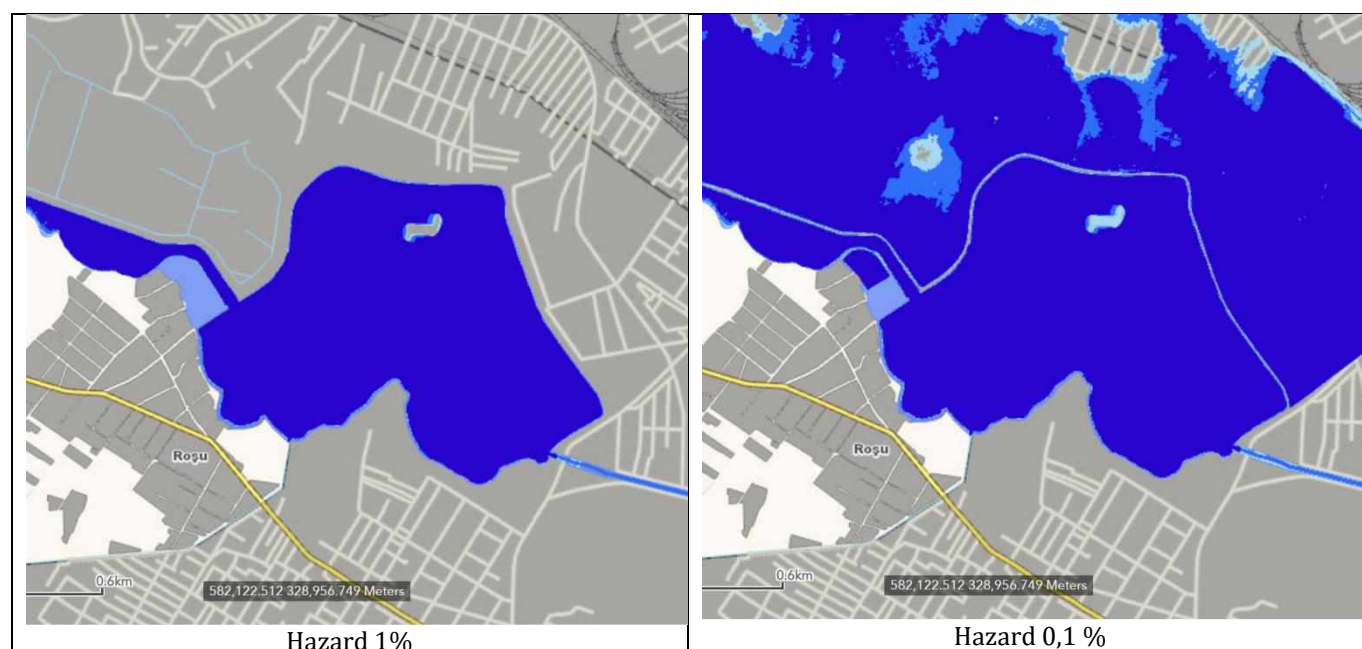 Roşu
0.6km
582,122.512 328,956.749 Meters
Hazard 1%
Roşu
0.6km
582,122.512 328,956.749 Meters
Hazard 0,1 %